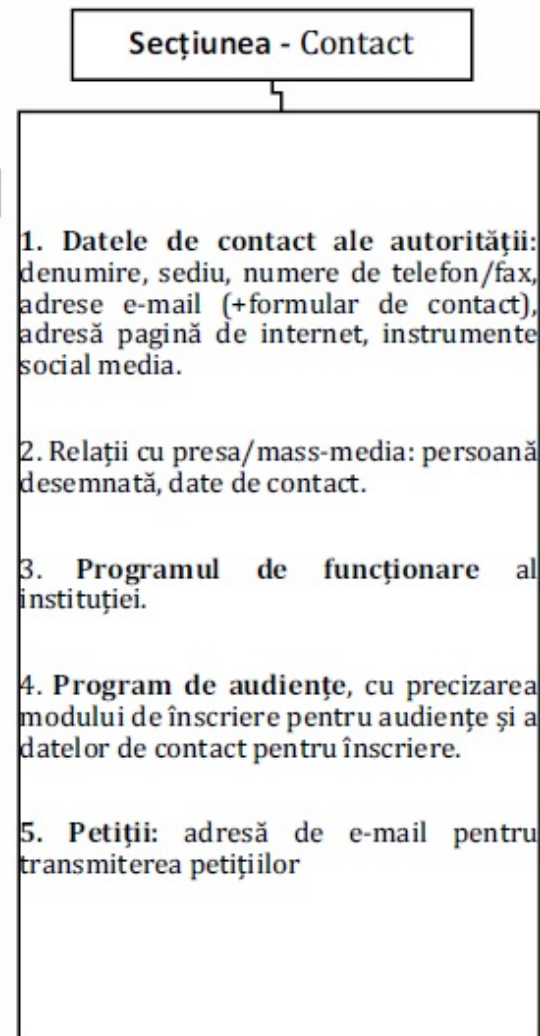 Secțiunea - Contact
1. Datele de contact ale autorității:
denumire, sediu, numere de telefon/fax,
adrese e-mail (+formular de contact),
adresă pagină de internet, instrumente
social media.
2. Relații cu presa/mass-media: persoană
desemnată, date de contact.
3. Programul de funcționare al
instituției.
4. Program de audiențe, cu precizarea
modului de înscriere pentru audiențe și a
datelor de contact pentru înscriere.
5. Petiții: adresă de e-mail pentru
transmiterea petițiilor